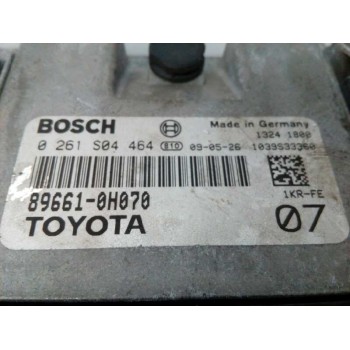 BOSCH
Made in Germany
1324 1800
0 261 S04 464 810 09-05-26 1039S33360
89661-0H070
1KR-FE
TOYOTA
07